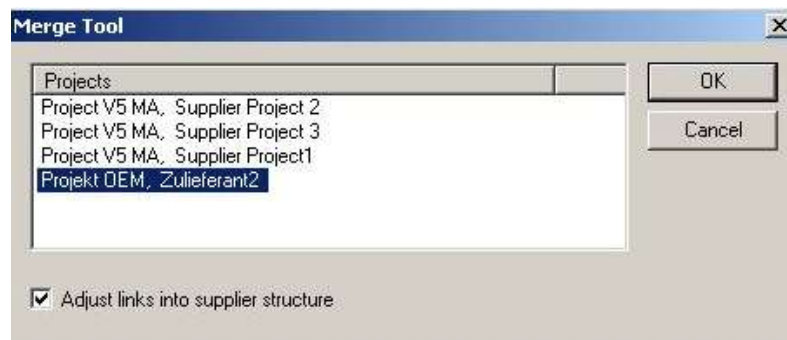 Merge Tool
Projects
OK
Project V5 MA, Supplier Project 2
Project V5 MA, Supplier Project 3
Cancel
Project V5 MA, Supplier Project1
Projekt OEM, Zulieferant2
Adjust links into supplier structure